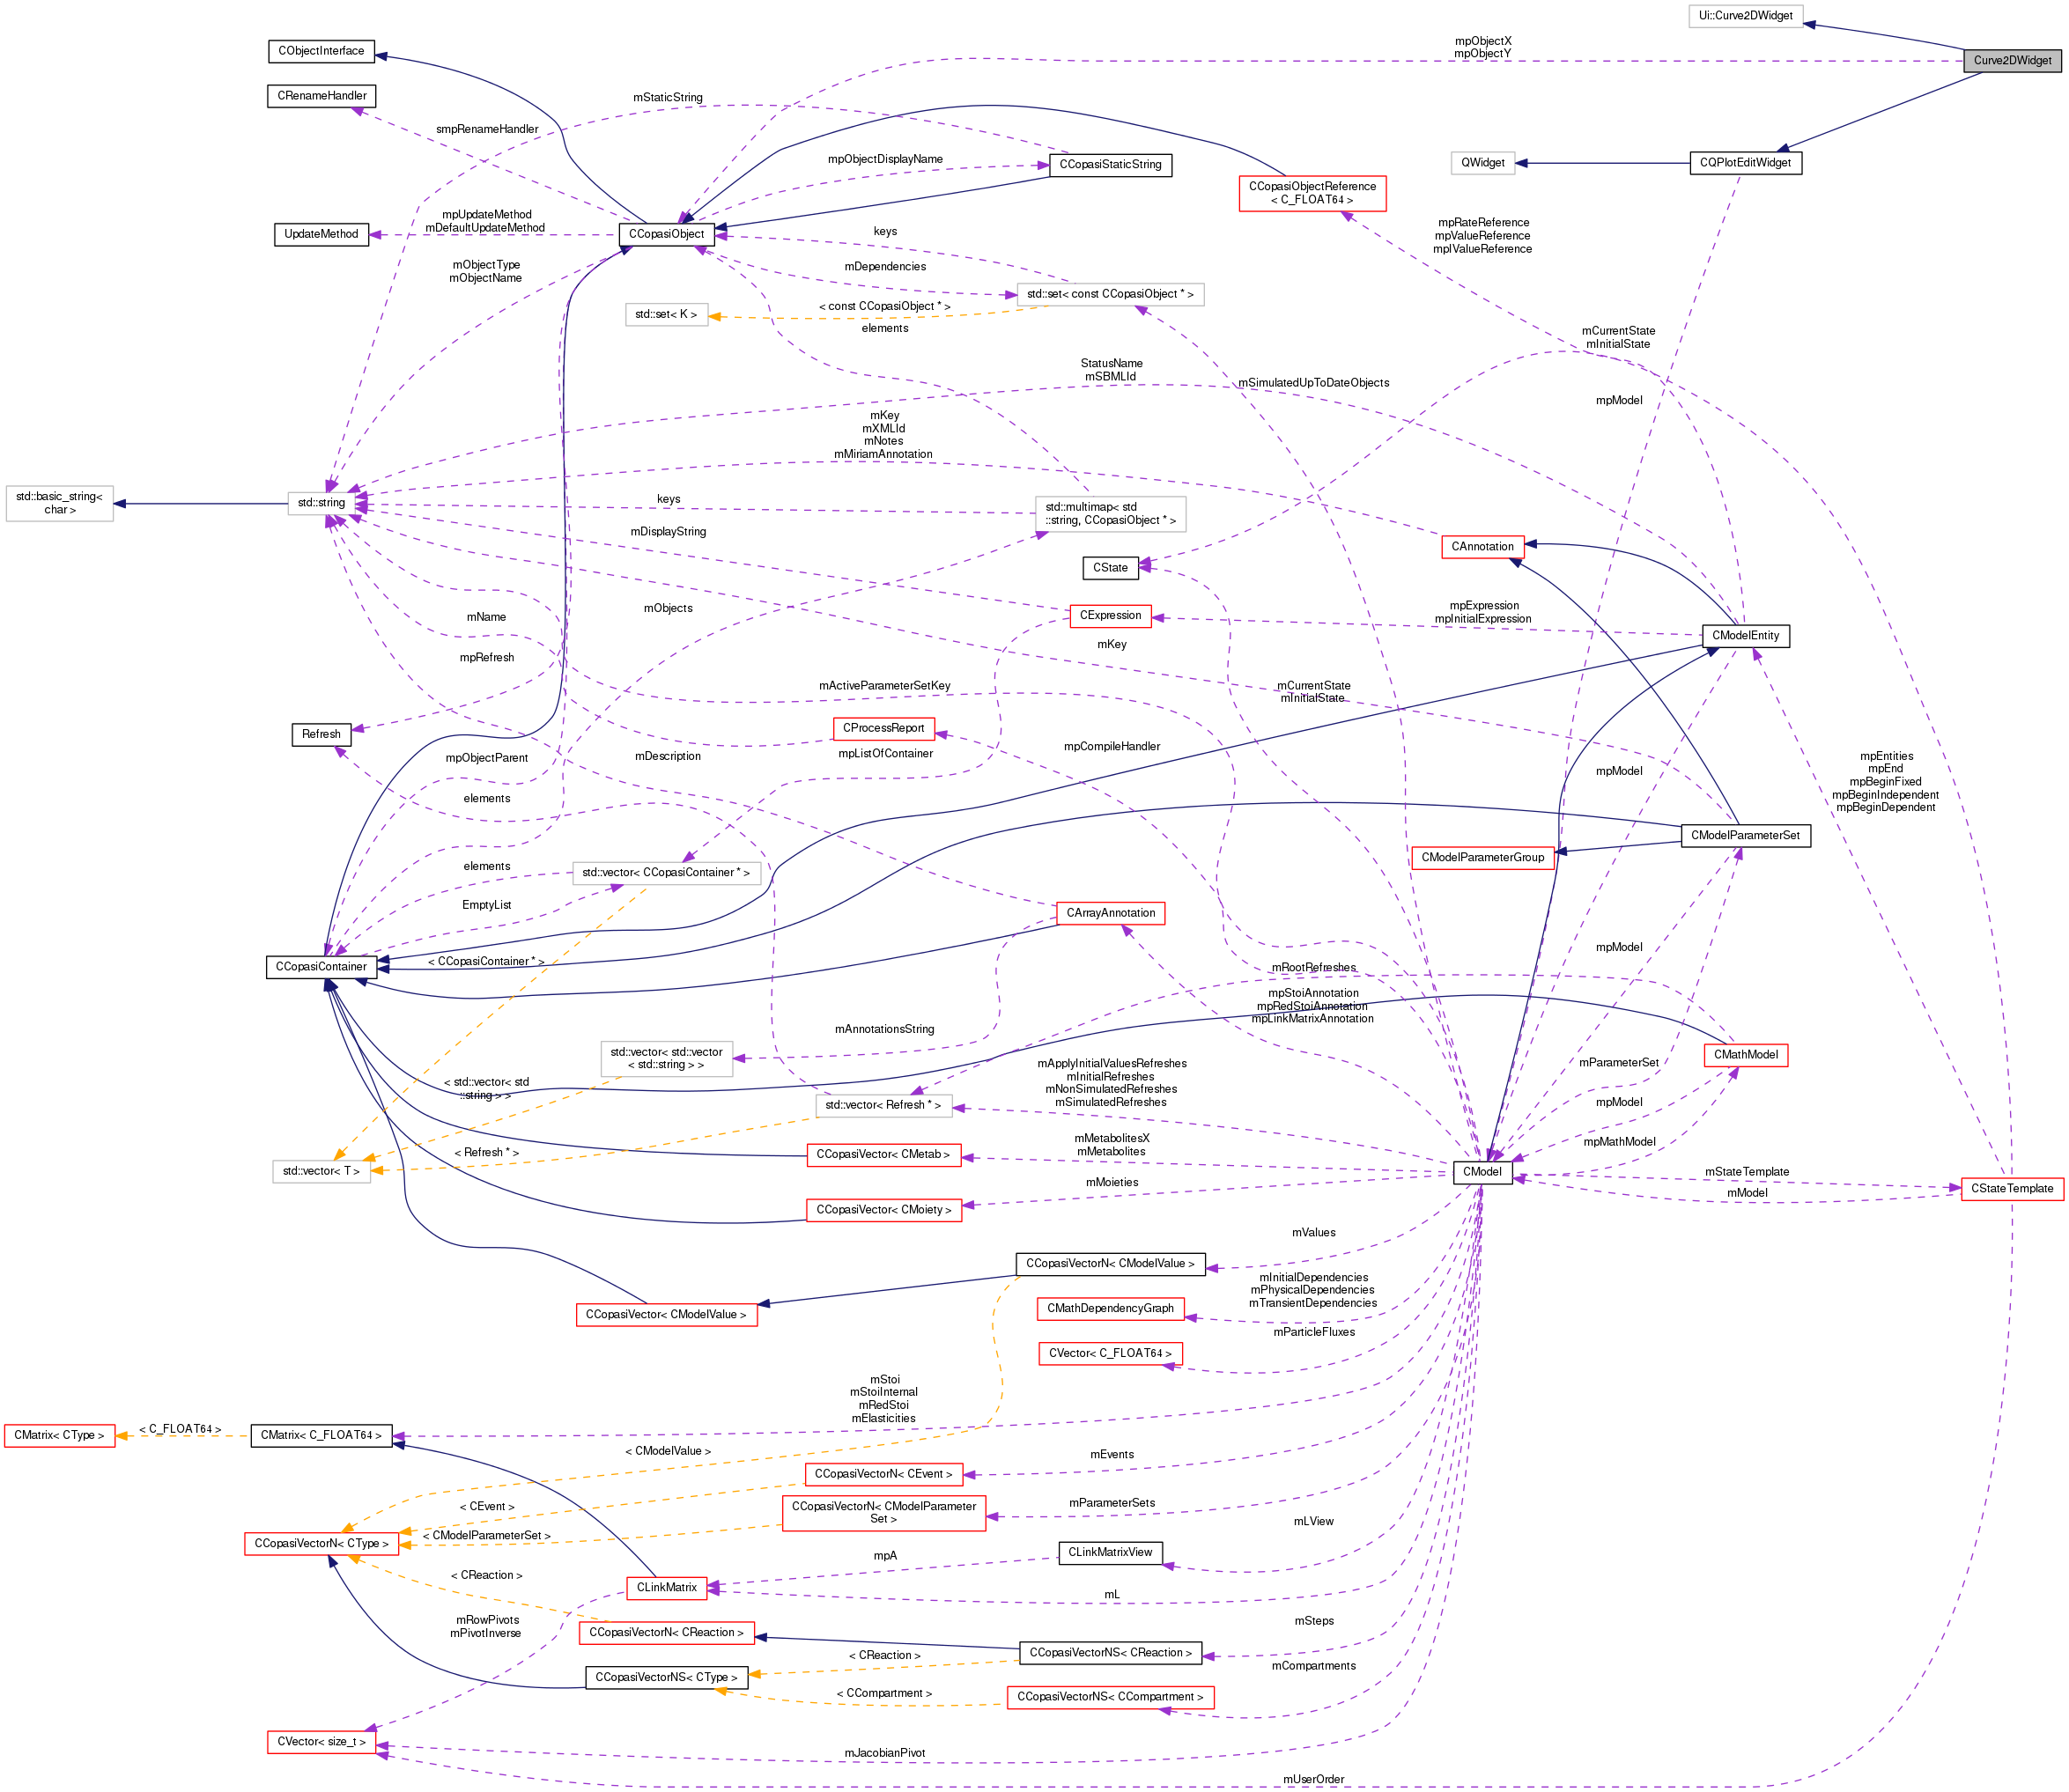 Ui::Curve2DWidget
mpObjectX
mpObjectY
CObjectInterface
Curve2DWidget
CRenameHandler
mStaticString
smpRenameHandler
mpObjectDisplayName
CCopasiStaticString
QWidget
CQPlotEditWidget
CCopasiObjectReference
< C_FLOAT64 >
mpUpdateMethod
mDefaultUpdateMethod
UpdateMethod
CCopasiObject
keys
mpRateReference
mpValueReference
mpIValueReference
mObjectType
mObjectName
mDependencies
std::set< const CCopasiObject * >
std::set< K >
< const CCopasiObject * >
elements
mCurrentState
mInitialState
StatusName
mSBMLId
mSimulatedUpToDateObjects
mpModel
mKey
mXMLId
mNotes
mMiriamAnnotation
std::basic_string<
char >
std::string
keys
std::multimap< std
::string, CCopasiObject * >
mDisplayString
CAnnotation
CState
mObjects
mName
CExpression
mpExpression
mpInitialExpression
CModelEntity
mpRefresh
mKey
mActiveParameterSetKey
mCurrentState
mInitialState
Refresh
CProcessReport
mpObjectParent
mDescription
mpListOfContainer
mpCompileHandler
mpModel
mpEntities
mpEnd
mpBeginFixed
mpBeginIndependent
mpBeginDependent
elements
CModelParameterSet
CModelParameterGroup
elements
std::vector< CCopasiContainer * >
EmptyList
CArrayAnnotation
CCopasiContainer
< CCopasiContainer * >
mpModel
mRootRefreshes
mpStoiAnnotation
mpRedStoiAnnotation
mpLinkMatrixAnnotation
mAnnotationsString
std::vector< std::vector
< std::string > >
CMathModel
mParameterSet
mApplyInitialValuesRefreshes
mInitialRefreshes
mNonSimulatedRefreshes
mSimulatedRefreshes
< std::vector< std
::string > >
std::vector< Refresh * >
mpModel
mMetabolitesX
mMetabolites
mpMathModel
< Refresh * >
CCopasiVector< CMetab >
std::vector< T >
CModel
mStateTemplate
mMoieties
mModel
CStateTemplate
CCopasiVector< CMoiety >
mValues
CCopasiVectorN< CModelValue >
mInitialDependencies
mPhysicalDependencies
mTransientDependencies
CCopasiVector< CModelValue >
CMathDependencyGraph
mParticleFluxes
CVector< C_FLOAT64 >
mStoi
mStoiInternal
mRedStoi
mElasticities
CMatrix< CType >
< C_FLOAT64 >
CMatrix< C_FLOAT64 >
< CModelValue >
mEvents
CCopasiVectorN< CEvent >
< CEvent >
CCopasiVectorN< CModelParameter
Set >
mParameterSets
< CModelParameterSet >
CCopasiVectorN< CType >
mLView
CLinkMatrixView
mpA
< CReaction >
CLinkMatrix
mL
mRowPivots
mPivotInverse
CCopasiVectorN< CReaction >
mSteps
CCopasiVectorNS< CReaction >
< CReaction >
mCompartments
CCopasiVectorNS< CType >
< CCompartment >
CCopasiVectorNS< CCompartment >
CVector< size_t >
mJacobianPivot
mUserOrder